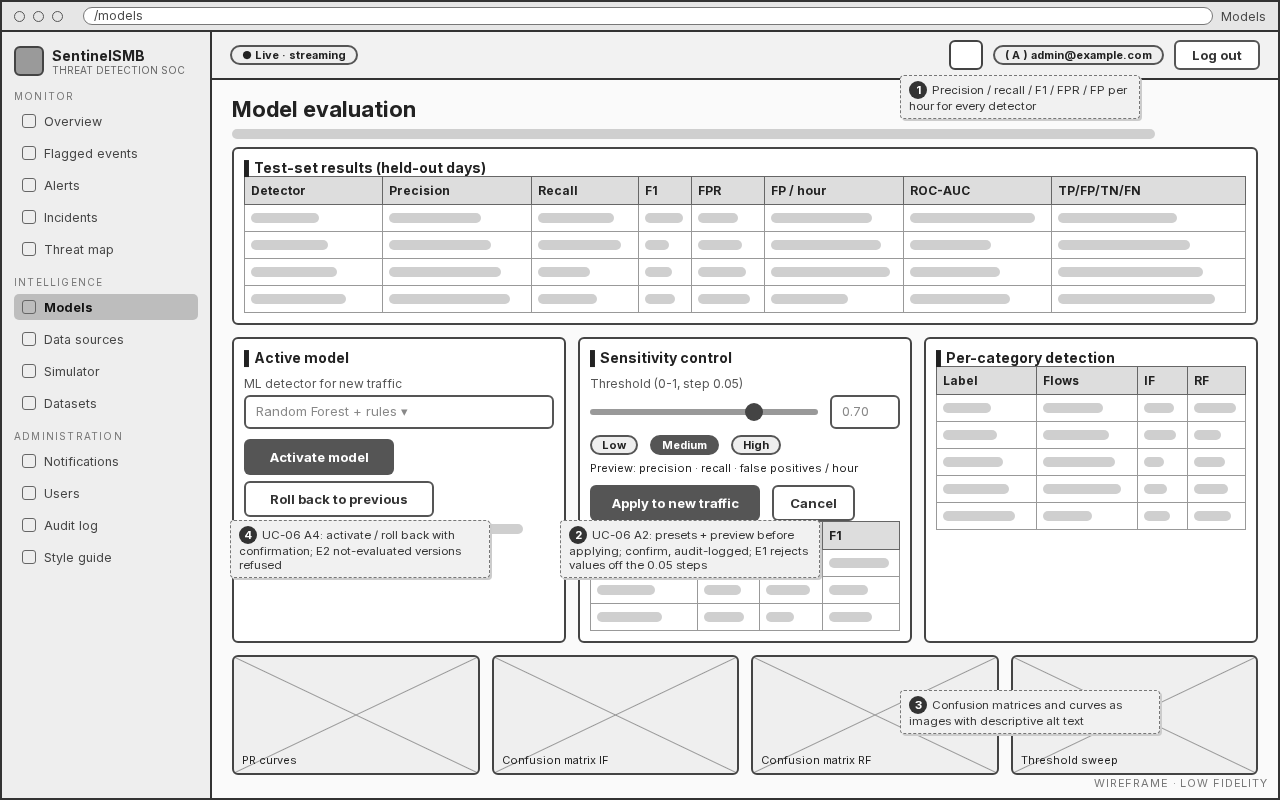 /models
Models
SentinelSMB
THREAT DETECTION SOC
MONITOR
Overview
Flagged events
Alerts
Incidents
Threat map
INTELLIGENCE
Models
Data sources
Simulator
Datasets
ADMINISTRATION
Notifications
Users
Audit log
Style guide
● Live · streaming
( A ) admin@example.com
Log out
1 Precision / recall / F1 / FPR / FP per
hour for every detector
Model evaluation
Test-set results (held-out days)
Detector Precision Recall F1 FPR FP / hour ROC-AUC TP/FP/TN/FN
Active model
ML detector for new traffic
Random Forest + rules ▾
Activate model
Roll back to previous
4 UC-06 A4: activate / roll back with
confirmation; E2 not-evaluated versions
refused
Sensitivity control
Threshold (0-1, step 0.05)
0.70
Low Medium High
Preview: precision · recall · false positives / hour
Apply to new traffic Cancel
2 UC-06 A2: presets + preview before
applying; confirm, audit-logged; E1 rejects
values off the 0.05 steps
F1
Per-category detection
Label Flows IF RF
PR curves
Confusion matrix IF
Confusion matrix RF
3 Confusion matrices and curves as
images with descriptive alt text
Threshold sweep
WIREFRAME · LOW FIDELITY